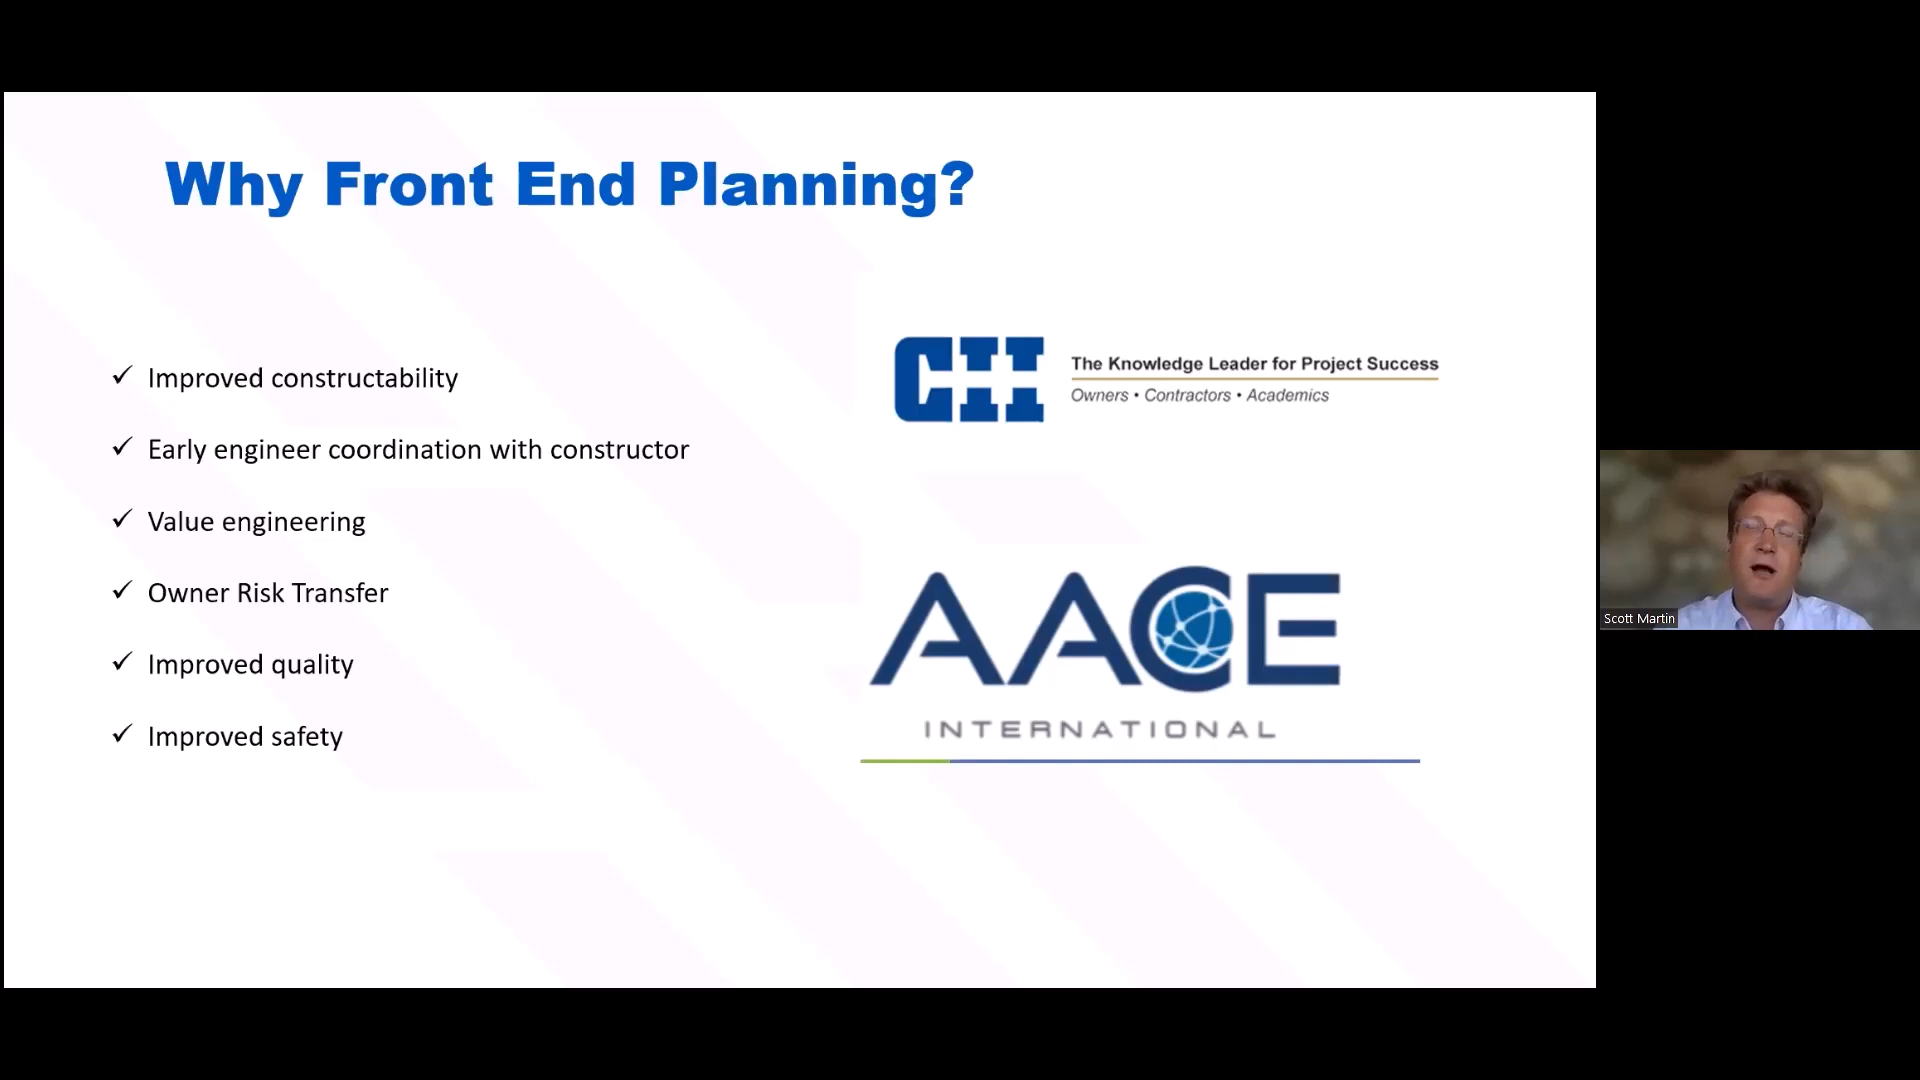 Why Front End Planning?
✓ Improved constructability
✓ Early engineer coordination with constructor
✓ Value engineering
✓ Owner Risk Transfer
✓ Improved quality
✓ Improved safety
CII
The Knowledge Leader for Project Success
Owners • Contractors • Academics
AACE
INTERNATIONAL
Scott Martin